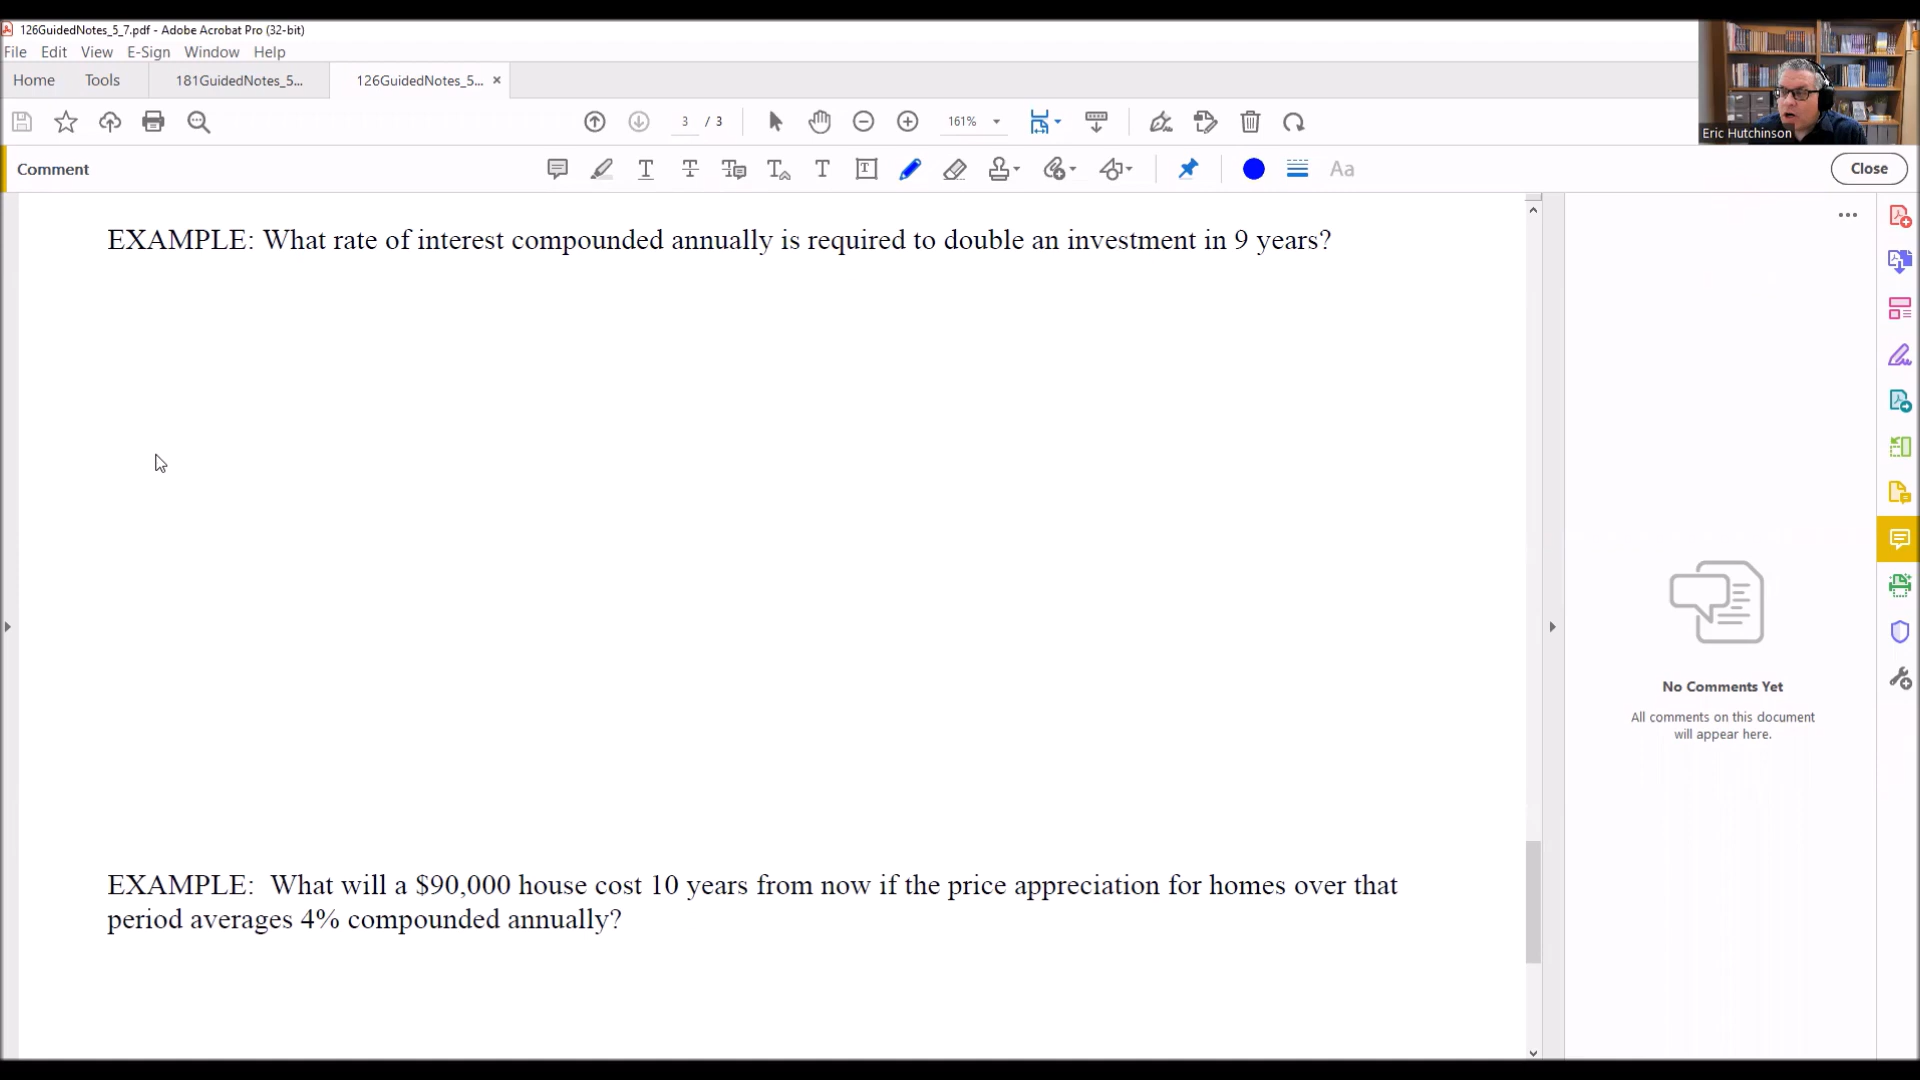 126GuidedNotes_5_7.pdf - Adobe Acrobat Pro (32-bit)
File Edit View E-Sign Window Help
Home Tools 181GuidedNotes_5... 126GuidedNotes_5... ×
3 / 3 161%
Eric Hutchinson
Comment Aa Close
EXAMPLE: What rate of interest compounded annually is required to double an investment in 9 years?
No Comments Yet
All comments on this document
will appear here.
EXAMPLE: What will a $90,000 house cost 10 years from now if the price appreciation for homes over that
period averages 4% compounded annually?